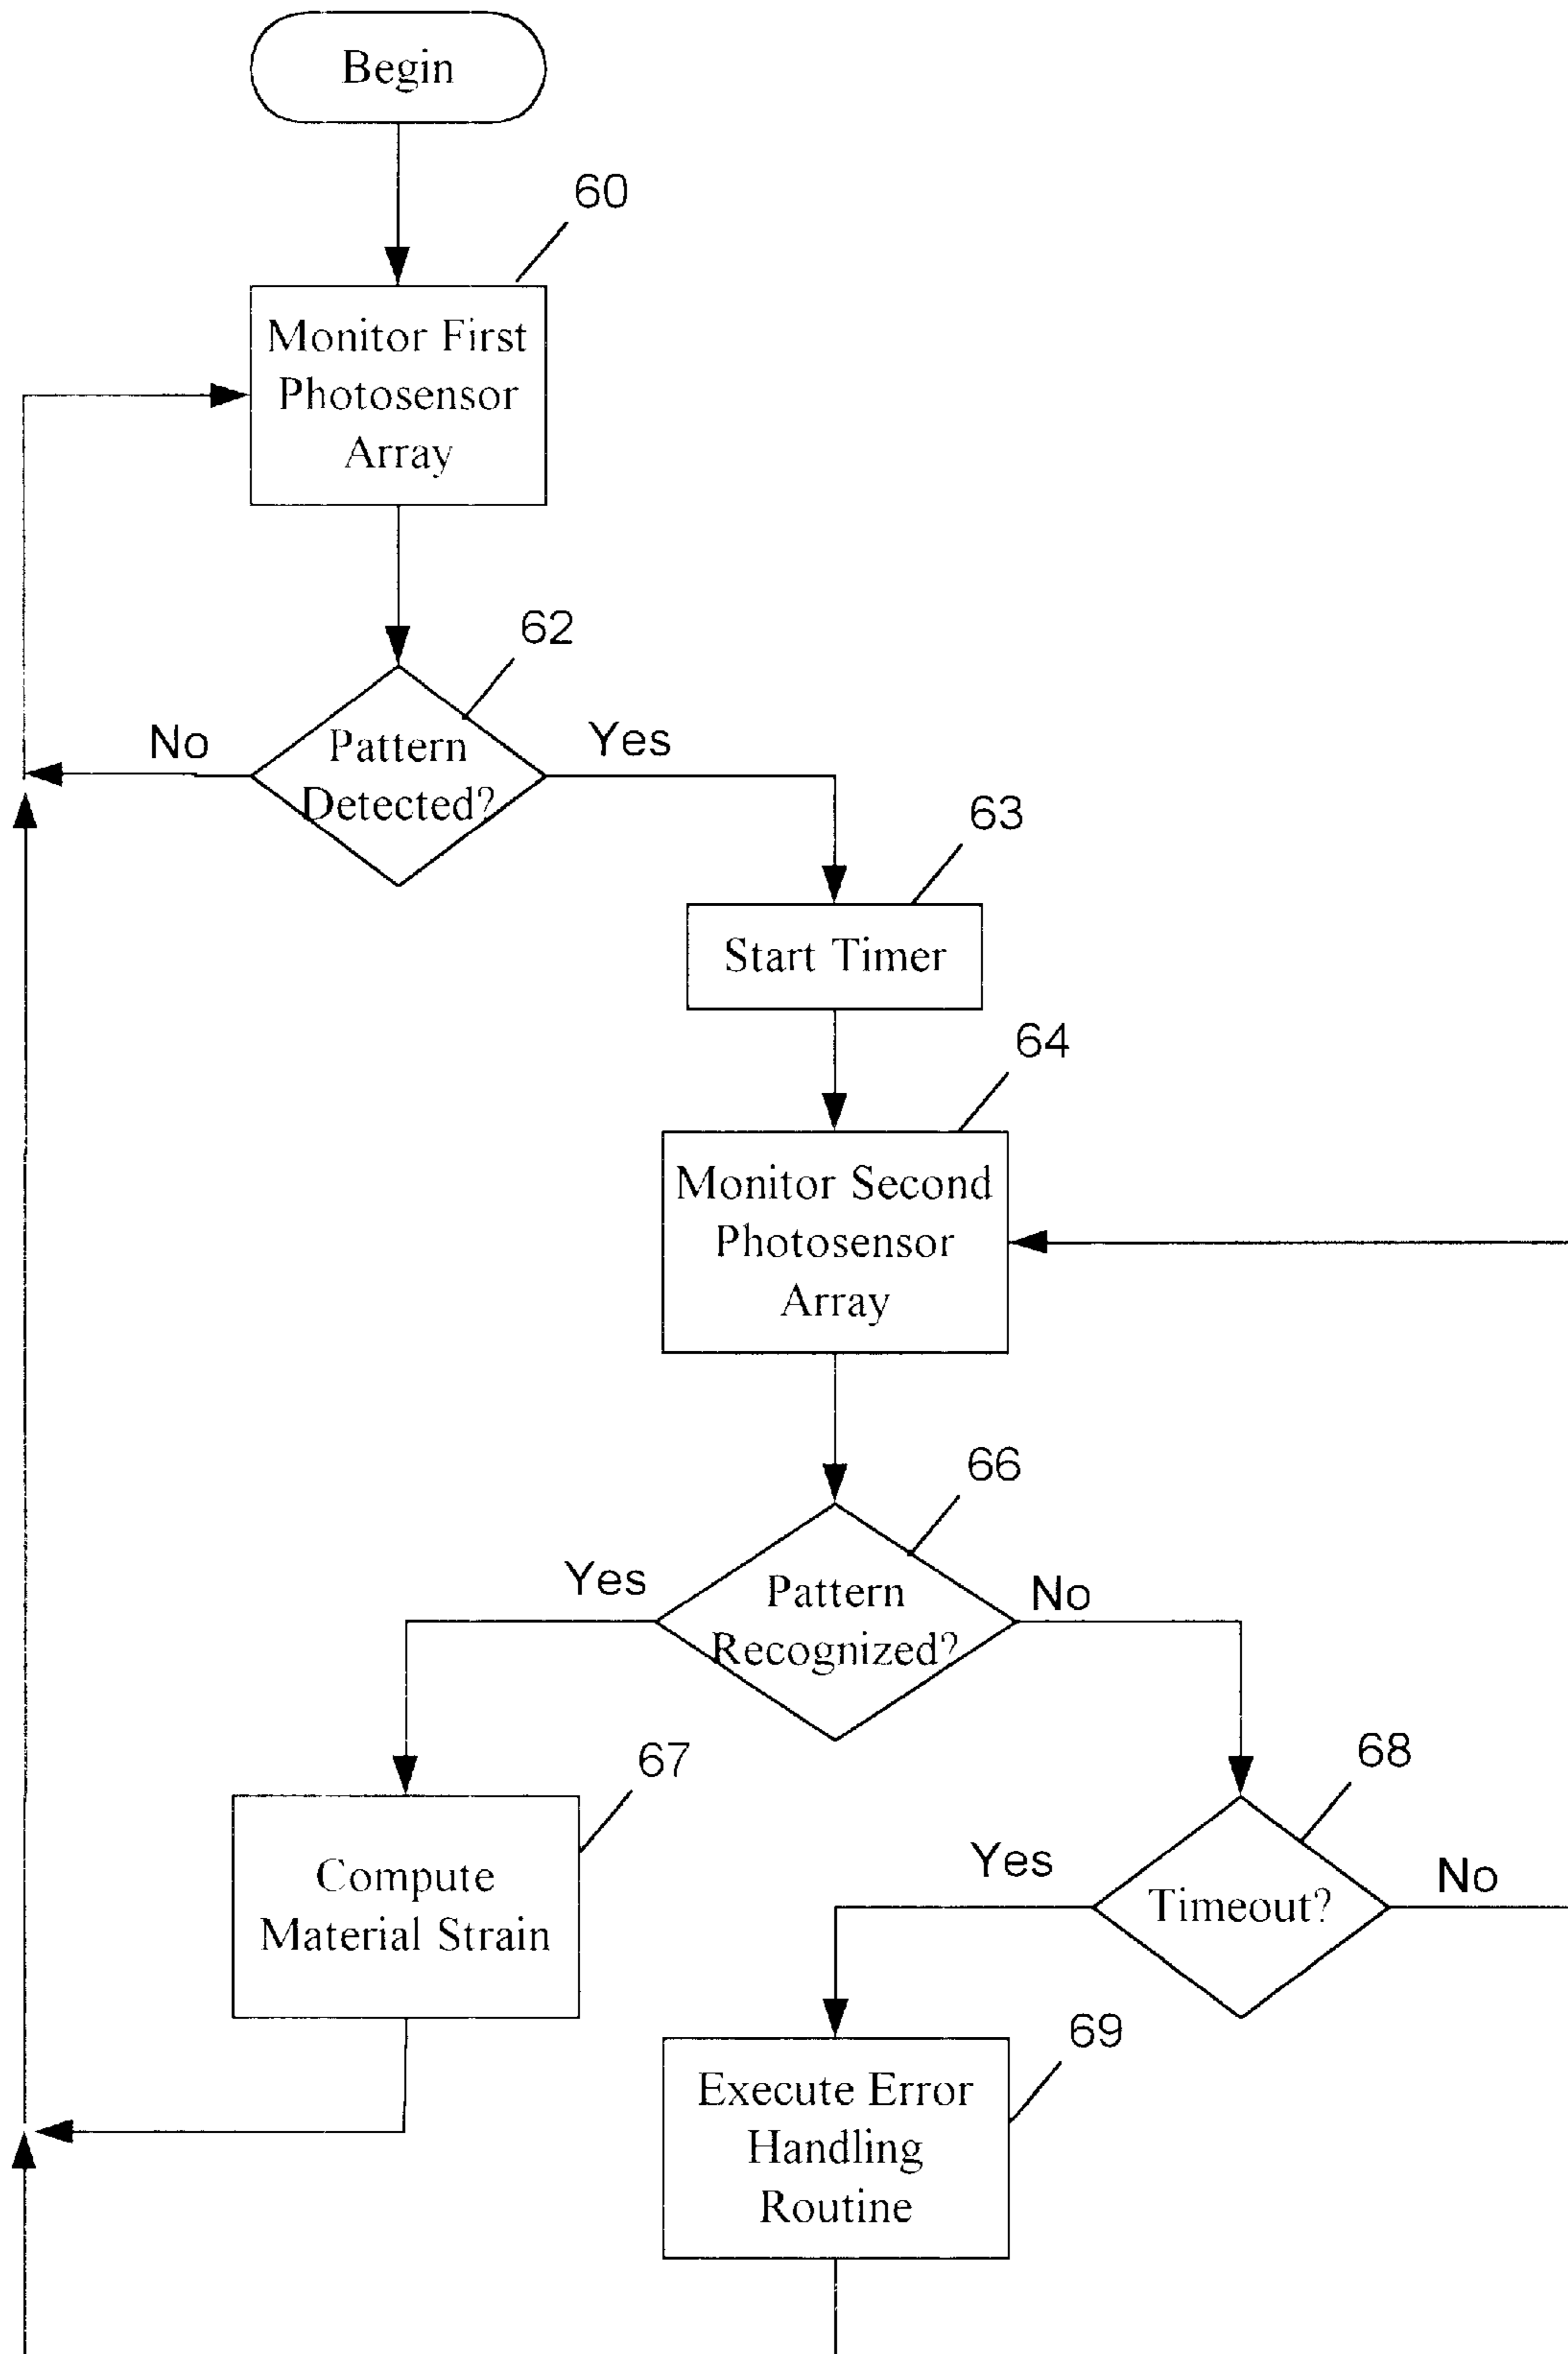 Begin
60
Monitor First
Photosensor
Array
62
No
Pattern
Detected?
Yes
63
Start Timer
64
Monitor Second
Photosensor
Array
66
Yes
Pattern
Recognized?
No
67
Compute
Material Strain
68
Yes
Timeout?
No
69
Execute Error
Handling
Routine